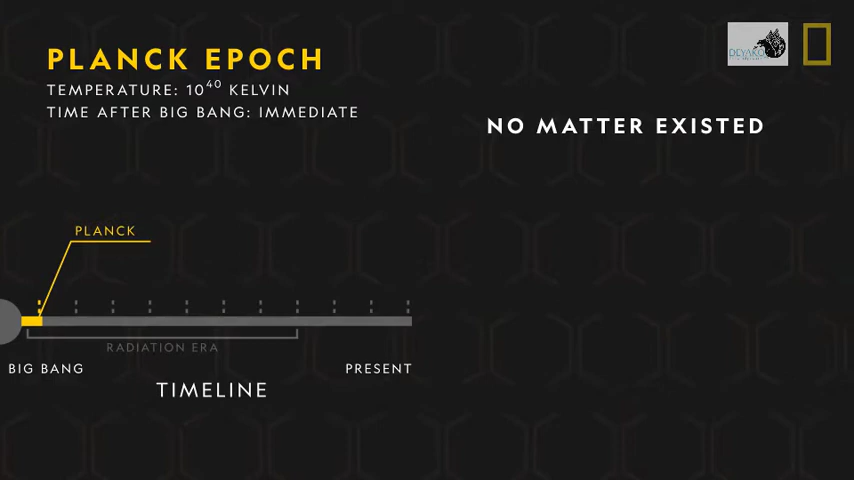 PLANCK EPOCH
TEMPERATURE: 10⁴⁰ KELVIN
TIME AFTER BIG BANG: IMMEDIATE
NO MATTER EXISTED
PLANCK
RADIATION ERA
BIG BANG
PRESENT
TIMELINE